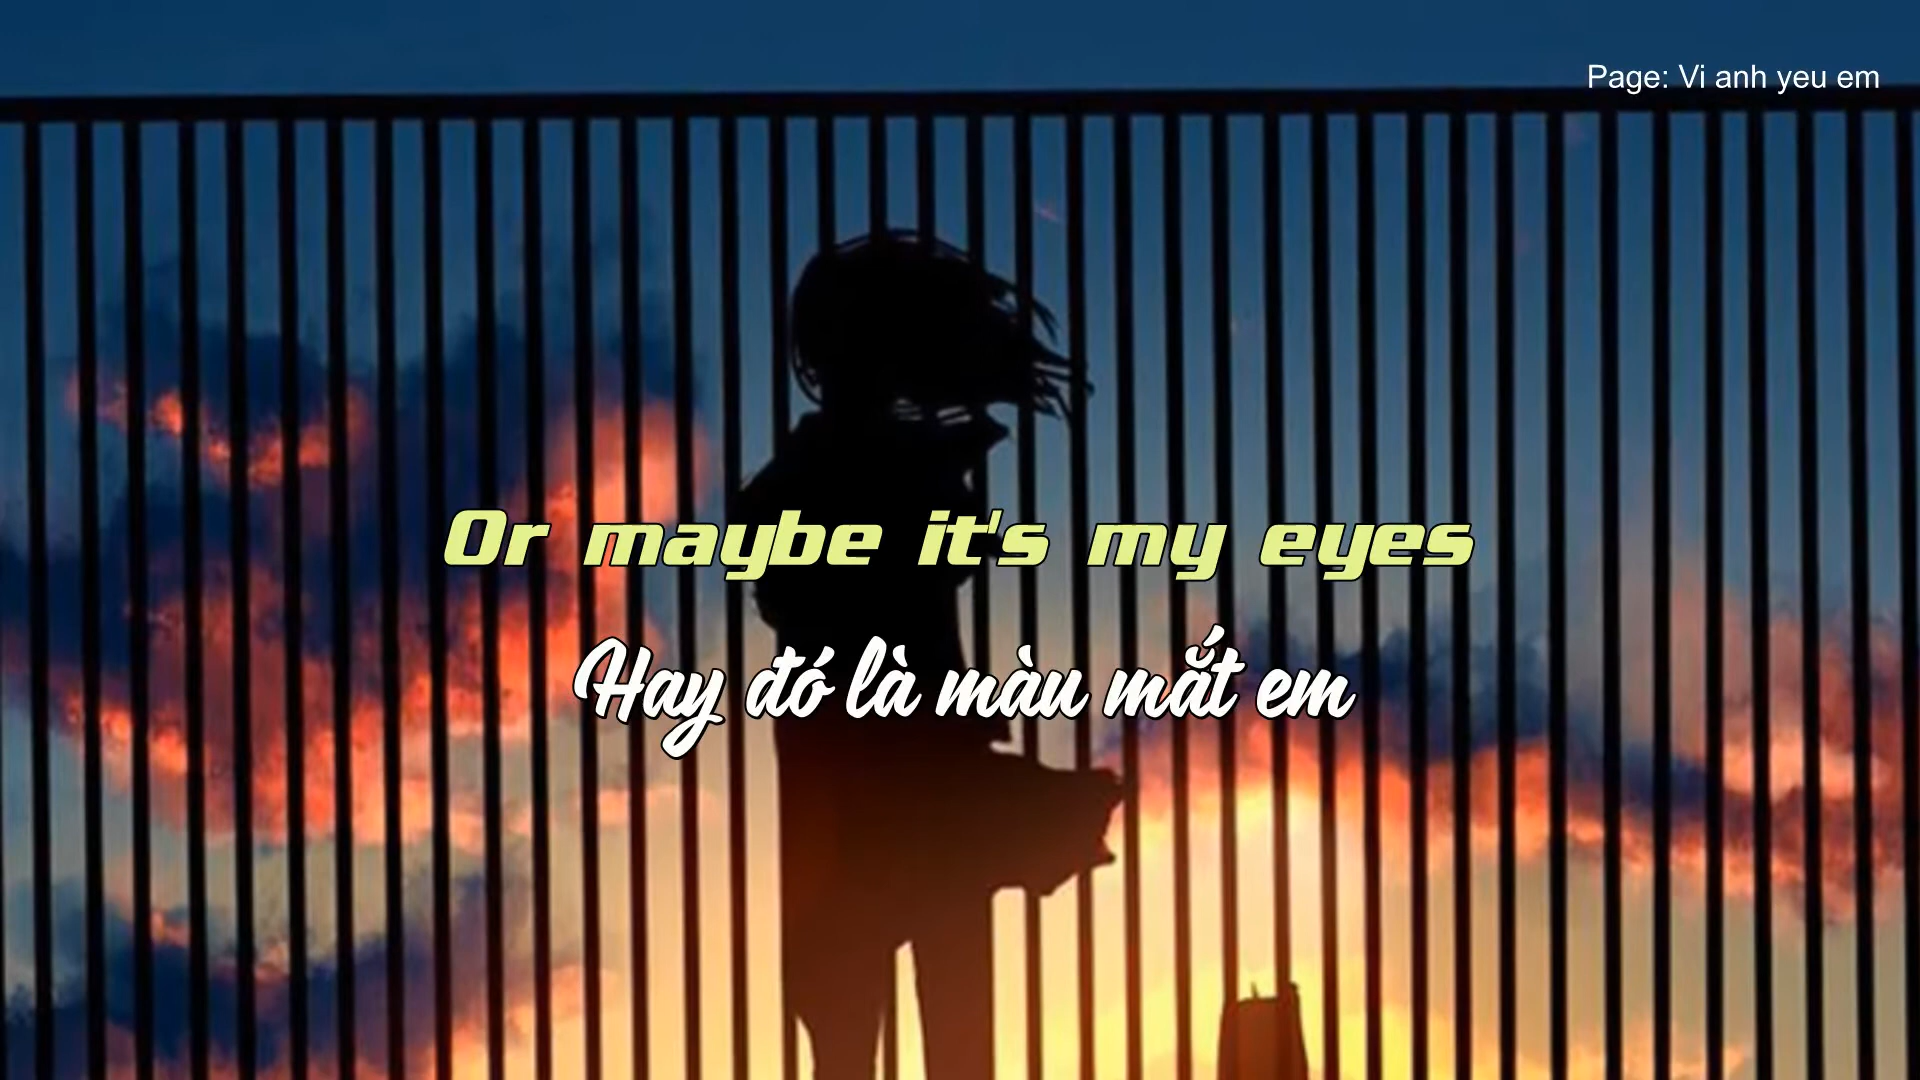 Page: Vi anh yeu em
Or maybe it's my eyes
Hay đó là màu mắt em